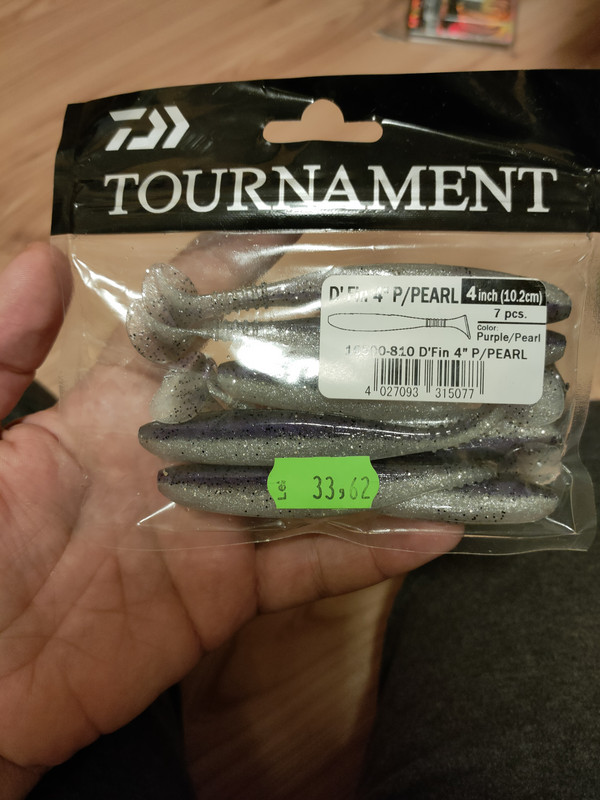 TOURNAMENT
D'Fin 4" P/PEARL 4 inch (10.2cm)
7 pcs.
Color:
Purple/Pearl
D'Fin 4" P/PEARL
4 027093 315077
Lei 33,62